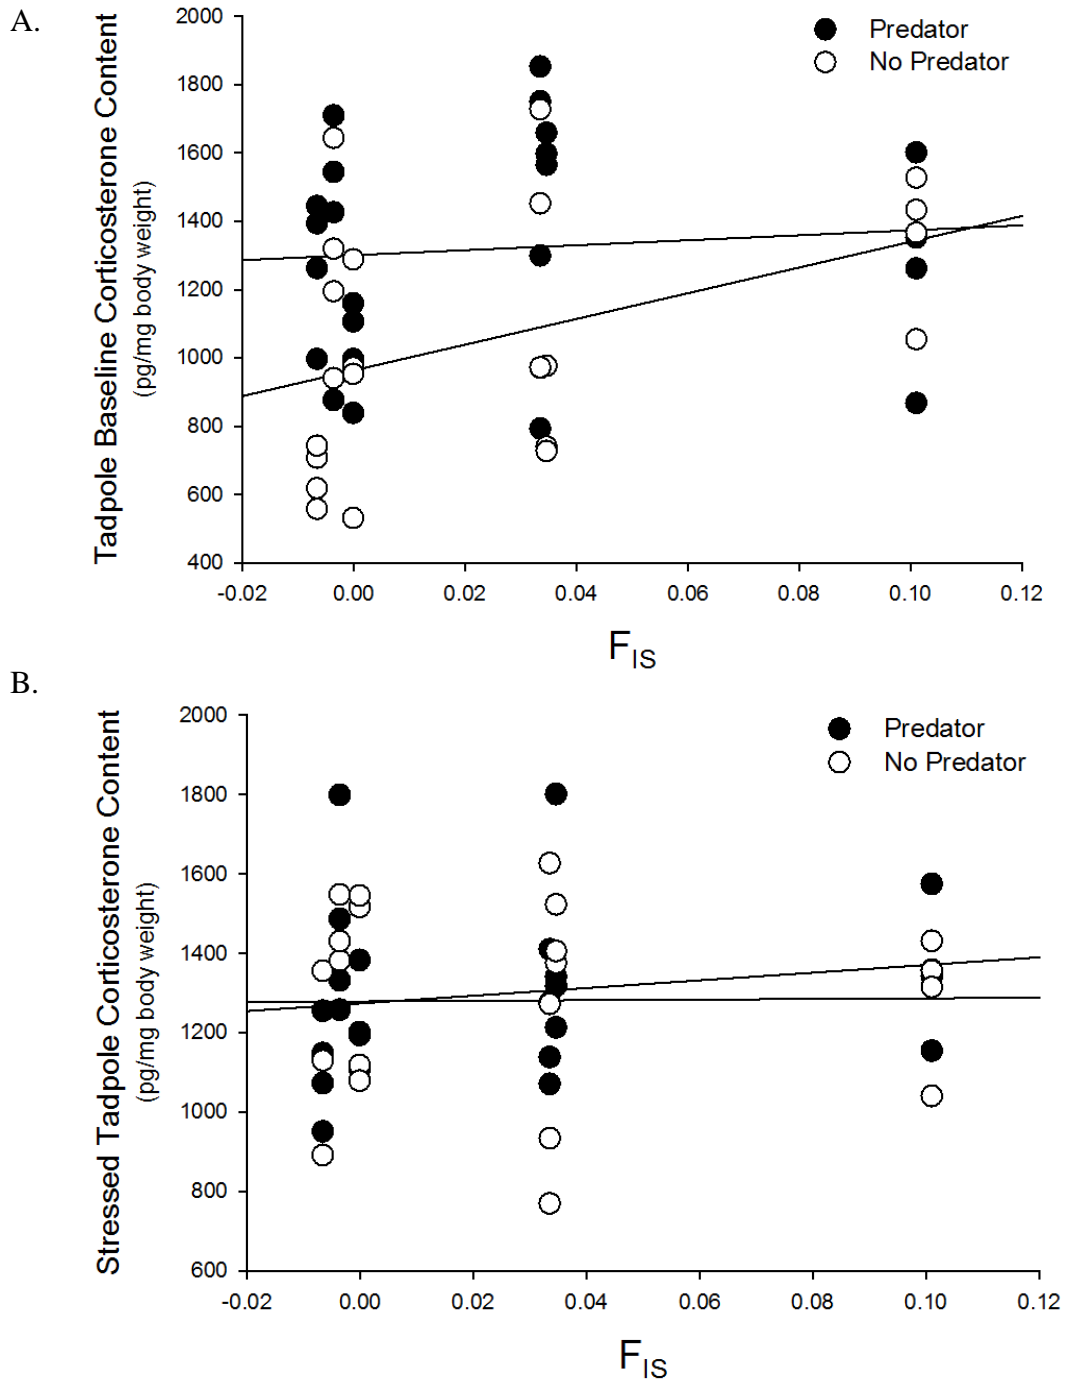 A.
Tadpole Baseline Corticosterone Content
(pg/mg body weight)
2000
1800
1600
1400
1200
1000
800
600
400
Predator
No Predator
-0.02 0.00 0.02 0.04 0.06 0.08 0.10 0.12
FIS
B.
Stressed Tadpole Corticosterone Content
(pg/mg body weight)
2000
1800
1600
1400
1200
1000
800
600
Predator
No Predator
-0.02 0.00 0.02 0.04 0.06 0.08 0.10 0.12
FIS